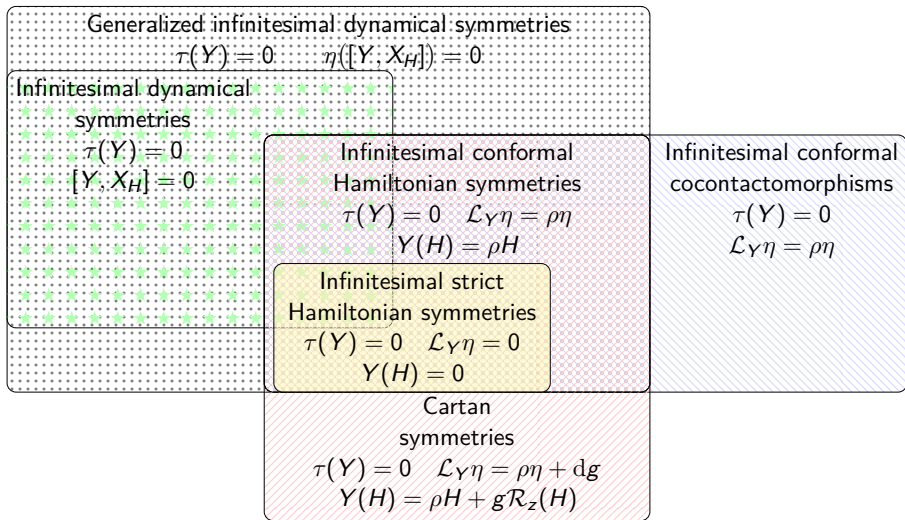 Generalized infinitesimal dynamical symmetries
τ(Y) = 0 η([Y, X_H]) = 0
Infinitesimal dynamical
symmetries
τ(Y) = 0
[Y, X_H] = 0
Infinitesimal conformal
Hamiltonian symmetries
τ(Y) = 0 ℒ_Y η = ρη
Y(H) = ρH
Infinitesimal conformal
cocontactomorphisms
τ(Y) = 0
ℒ_Y η = ρη
Infinitesimal strict
Hamiltonian symmetries
τ(Y) = 0 ℒ_Y η = 0
Y(H) = 0
Cartan
symmetries
τ(Y) = 0 ℒ_Y η = ρη + dg
Y(H) = ρH + gℛ_z(H)